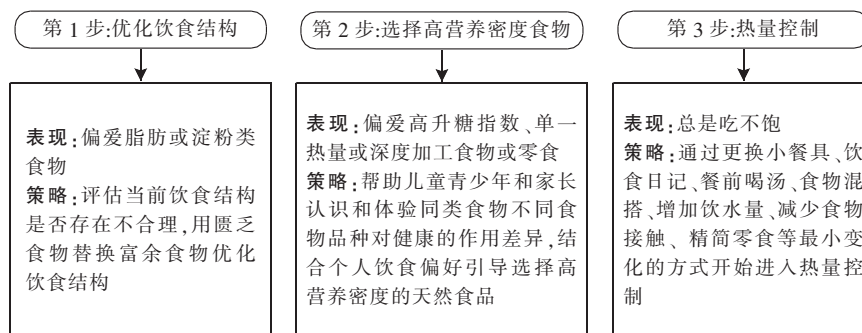 第 1 步:优化饮食结构
表现:偏爱脂肪或淀粉类
食物
策略:评估当前饮食结构
是否存在不合理,用匮乏
食物替换富余食物优化
饮食结构
第 2 步:选择高营养密度食物
表现:偏爱高升糖指数、单一
热量或深度加工食物或零食
策略:帮助儿童青少年和家长
认识和体验同类食物不同食
物品种对健康的作用差异,结
合个人饮食偏好引导选择高
营养密度的天然食品
第 3 步:热量控制
表现:总是吃不饱
策略:通过更换小餐具、饮
食日记、餐前喝汤、食物混
搭、增加饮水量、减少食物
接触、精简零食等最小变
化的方式开始进入热量控
制